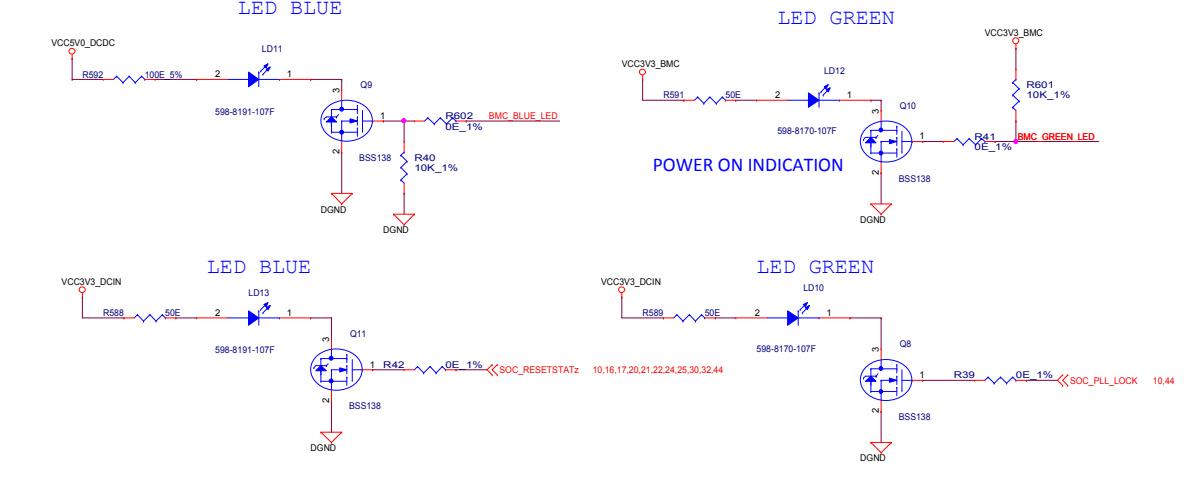 LED BLUE
VCC5V0_DCDC
LD11
R592
100E_5%
2
1
598-8191-107F
3
Q9
1
R602
0E_1%
BMC_BLUE_LED
2
BSS138
R40
10K_1%
DGND
DGND
LED GREEN
VCC3V3_BMC
VCC3V3_BMC
LD12
R591
50E
2
1
598-8170-107F
3
Q10
R601
10K_1%
1
R41
0E_1%
BMC_GREEN_LED
POWER ON INDICATION
2
BSS138
DGND
LED BLUE
VCC3V3_DCIN
LD13
R588
50E
2
1
598-8191-107F
3
Q11
1
R42
0E_1%
SOC_RESETSTATz
10,16,17,20,21,22,24,25,30,32,44
2
BSS138
DGND
LED GREEN
VCC3V3_DCIN
LD10
R589
50E
2
1
598-8170-107F
3
Q8
1
R39
0E_1%
SOC_PLL_LOCK
10,44
2
BSS138
DGND